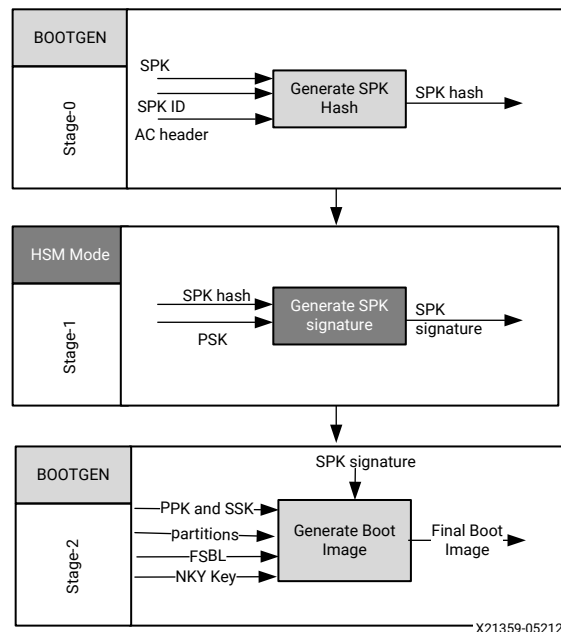 BOOTGEN
Stage-0
SPK
SPK ID
AC header
Generate SPK
Hash
SPK hash
HSM Mode
Stage-1
SPK hash
PSK
Generate SPK
signature
SPK
signature
BOOTGEN
Stage-2
SPK signature
PPK and SSK
partitions
FSBL
NKY Key
Generate Boot
Image
Final Boot
Image
X21359-05212